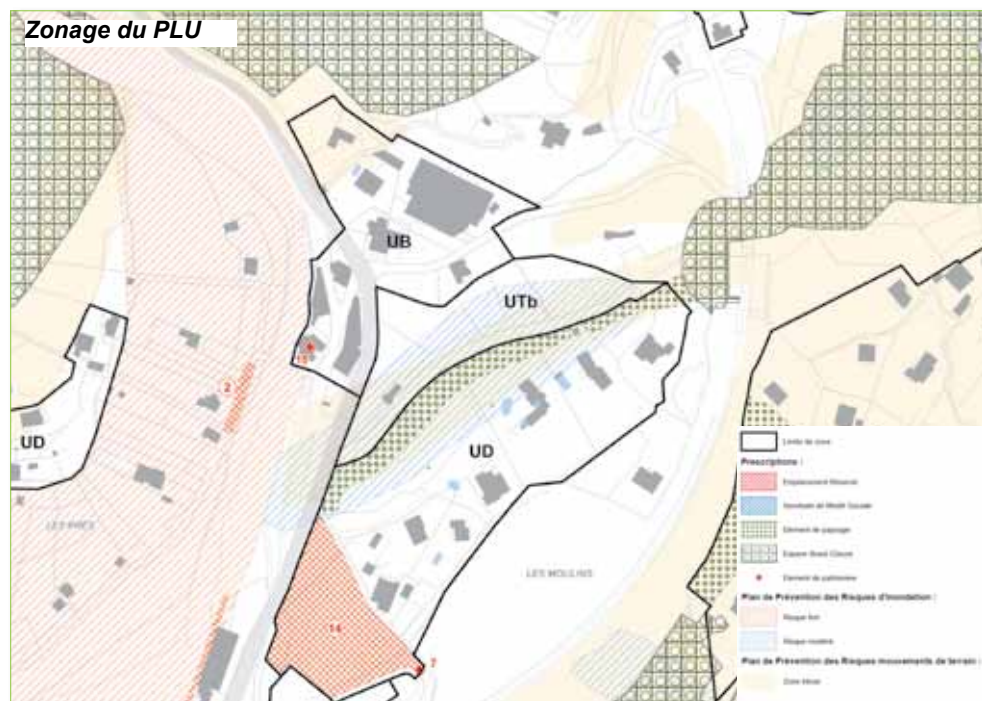 Zonage du PLU
UB
UTb
15
2
UD
UD
LES PRES
LES MOULINS
14
7
Limite de zone
Prescriptions :
Emplacement Réservé
Servitude de Mixité Sociale
Elément de paysage
Espace Boisé Classé
Elément de patrimoine
Plan de Prévention des Risques d'Inondation :
Risque fort
Risque modéré
Plan de Prévention des Risques mouvements de terrain :